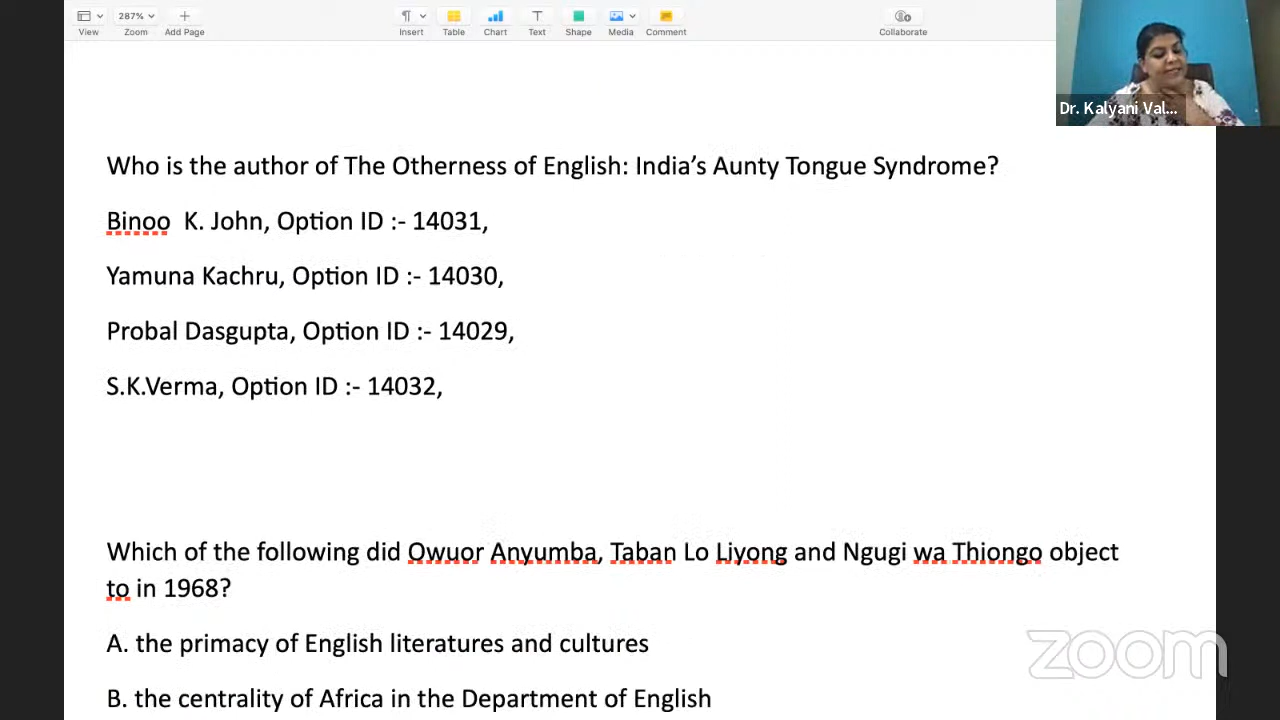 287%
View
Zoom
Add Page
Insert
Table
Chart
Text
Shape
Media
Comment
Collaborate
Dr. Kalyani Val...
Who is the author of The Otherness of English: India's Aunty Tongue Syndrome?
Binoo K. John, Option ID :- 14031,
Yamuna Kachru, Option ID :- 14030,
Probal Dasgupta, Option ID :- 14029,
S.K.Verma, Option ID :- 14032,
Which of the following did Owuor Anyumba, Taban Lo Liyong and Ngugi wa Thiongo object
to in 1968?
A. the primacy of English literatures and cultures
B. the centrality of Africa in the Department of English
zoom